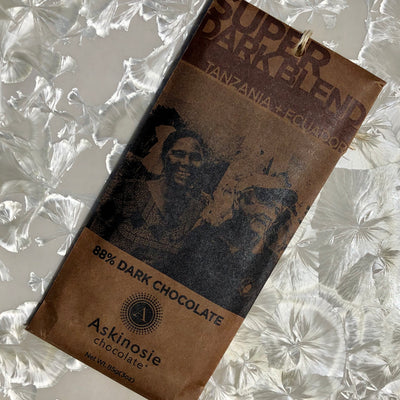 SUPER
DARK BLEND
TANZANIA + ECUADOR
88% DARK CHOCOLATE
A
Askinosie
chocolate